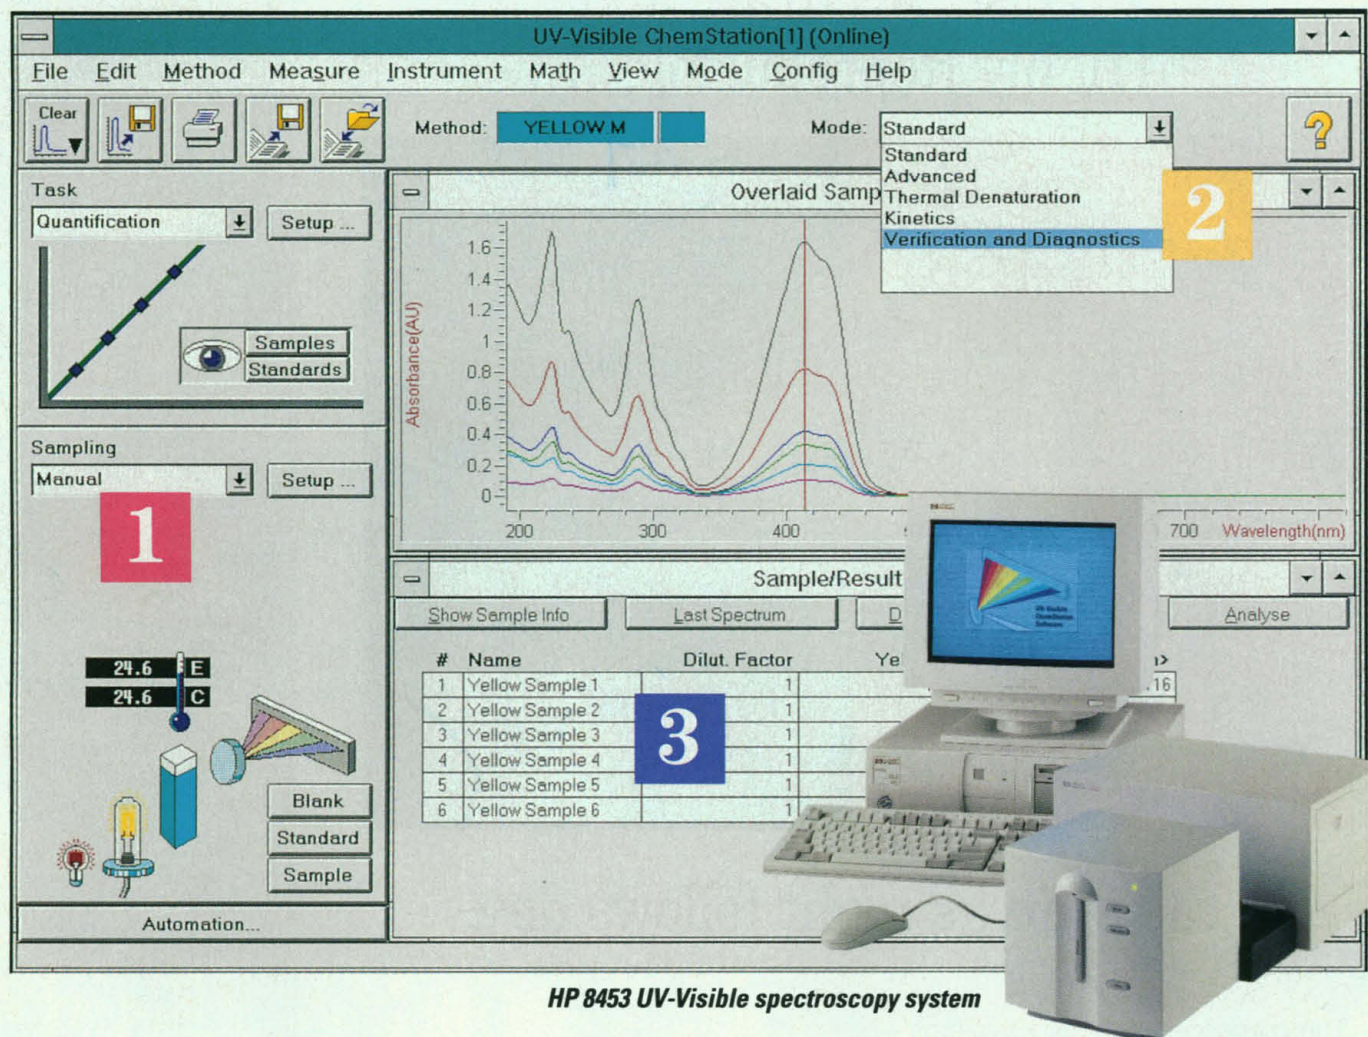 UV-Visible ChemStation[1] (Online)
File Edit Method Measure Instrument Math View Mode Config Help
Clear
Method: YELLOW.M
Mode: Standard
Standard
Advanced
Thermal Denaturation
Kinetics
Verification and Diagnostics
2
?
Task
Quantification
Setup ...
Samples
Standards
Sampling
Manual
Setup ...
1
24.6 E
24.6 C
Blank
Standard
Sample
Automation...
Overlaid Samp
Absorbance(AU)
1.6
1.4
1.2
1
0.8
0.6
0.4
0.2
0
200 300 400 700 Wavelength(nm)
Sample/Result
Show Sample Info Last Spectrum D Analyse
# Name Dilut. Factor Ye
1 Yellow Sample 1 1 .16
2 Yellow Sample 2 1
3 Yellow Sample 3 1
4 Yellow Sample 4 1
5 Yellow Sample 5 1
6 Yellow Sample 6 1
3
UV-Visible
ChemStation
Software
HP 8453 UV-Visible spectroscopy system